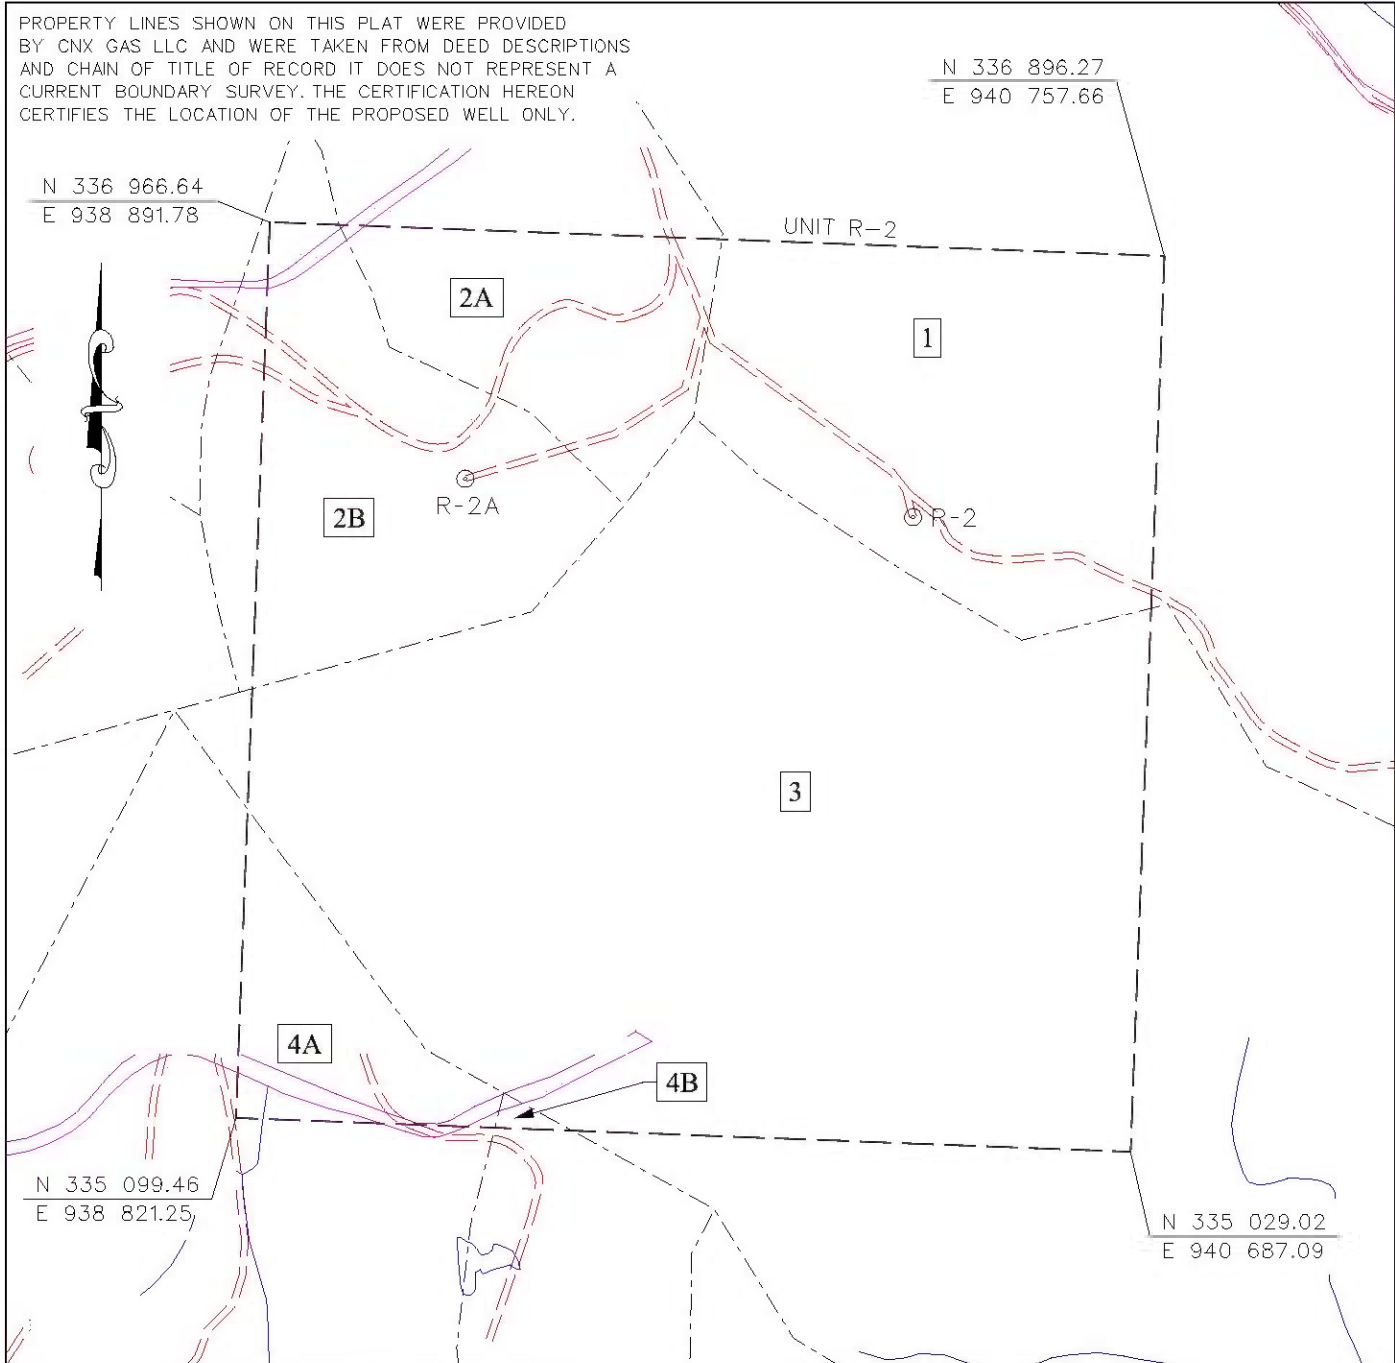 PROPERTY LINES SHOWN ON THIS PLAT WERE PROVIDED
BY CNX GAS LLC AND WERE TAKEN FROM DEED DESCRIPTIONS
AND CHAIN OF TITLE OF RECORD IT DOES NOT REPRESENT A
CURRENT BOUNDARY SURVEY. THE CERTIFICATION HEREON
CERTIFIES THE LOCATION OF THE PROPOSED WELL ONLY.
N 336 896.27
E 940 757.66
N 336 966.64
E 938 891.78
UNIT R-2
2A
1
R-2A
2B
R-2
3
4A
4B
N 335 099.46
E 938 821.25
N 335 029.02
E 940 687.09